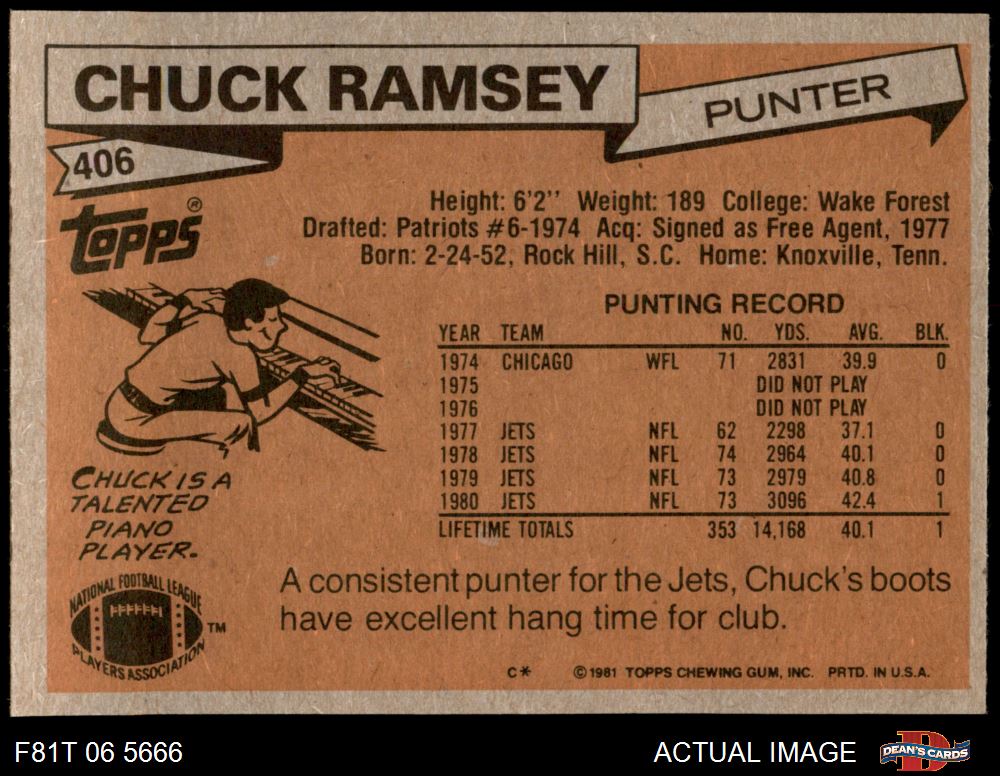 CHUCK RAMSEY
PUNTER
406
TOPPS®
Height: 6'2'' Weight: 189 College: Wake Forest
Drafted: Patriots #6-1974 Acq: Signed as Free Agent, 1977
Born: 2-24-52, Rock Hill, S.C. Home: Knoxville, Tenn.
PUNTING RECORD
YEAR TEAM NO. YDS. AVG. BLK.
1974 CHICAGO WFL 71 2831 39.9 0
1975 DID NOT PLAY
1976 DID NOT PLAY
1977 JETS NFL 62 2298 37.1 0
1978 JETS NFL 74 2964 40.1 0
1979 JETS NFL 73 2979 40.8 0
1980 JETS NFL 73 3096 42.4 1
LIFETIME TOTALS 353 14,168 40.1 1
CHUCK IS A
TALENTED
PIANO
PLAYER.
NATIONAL FOOTBALL LEAGUE
PLAYERS ASSOCIATION
TM
A consistent punter for the Jets, Chuck's boots
have excellent hang time for club.
C* ©1981 TOPPS CHEWING GUM, INC. PRTD. IN U.S.A.
F81T 06 5666
ACTUAL IMAGE
DEAN'S CARDS